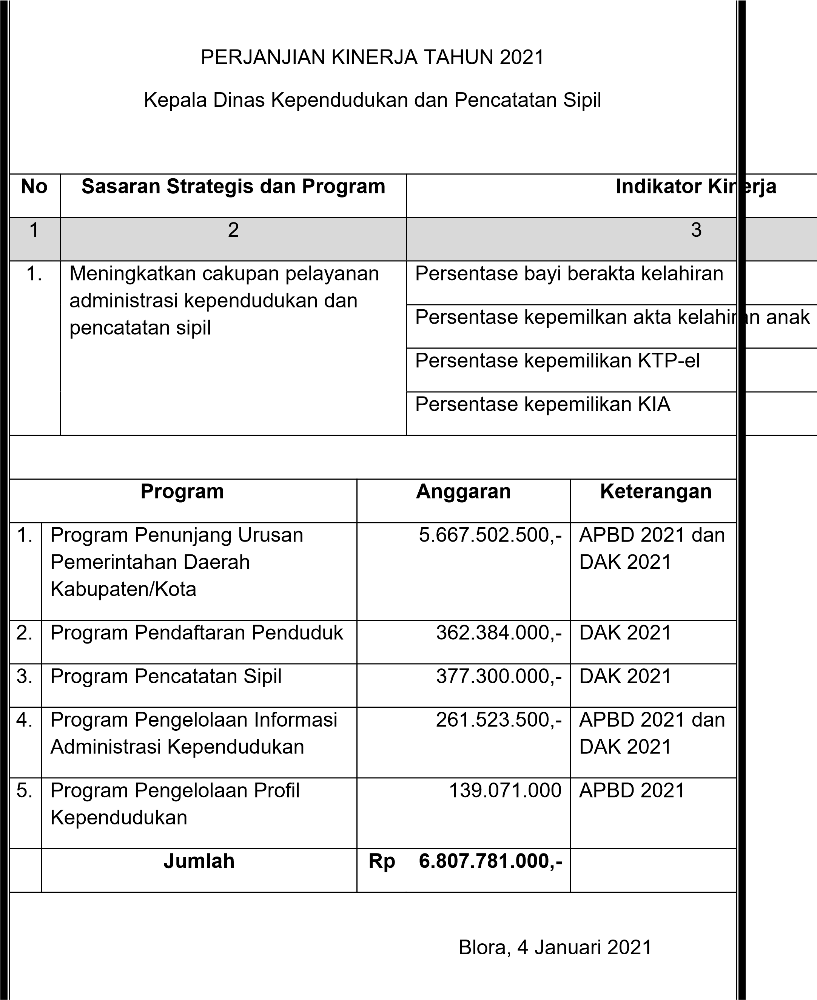 PERJANJIAN KINERJA TAHUN 2021
Kepala Dinas Kependudukan dan Pencatatan Sipil
No Sasaran Strategis dan Program Indikator Kinerja
1 2 3
1. Meningkatkan cakupan pelayanan administrasi kependudukan dan pencatatan sipil
Persentase bayi berakta kelahiran
Persentase kepemilkan akta kelahiran anak
Persentase kepemilikan KTP-el
Persentase kepemilikan KIA
Program Anggaran Keterangan
1. Program Penunjang Urusan 5.667.502.500,- APBD 2021 dan
Pemerintahan Daerah DAK 2021
Kabupaten/Kota
2. Program Pendaftaran Penduduk 362.384.000,- DAK 2021
3. Program Pencatatan Sipil 377.300.000,- DAK 2021
4. Program Pengelolaan Informasi 261.523.500,- APBD 2021 dan
Administrasi Kependudukan DAK 2021
5. Program Pengelolaan Profil 139.071.000 APBD 2021
Kependudukan
Jumlah Rp 6.807.781.000,-
Blora, 4 Januari 2021